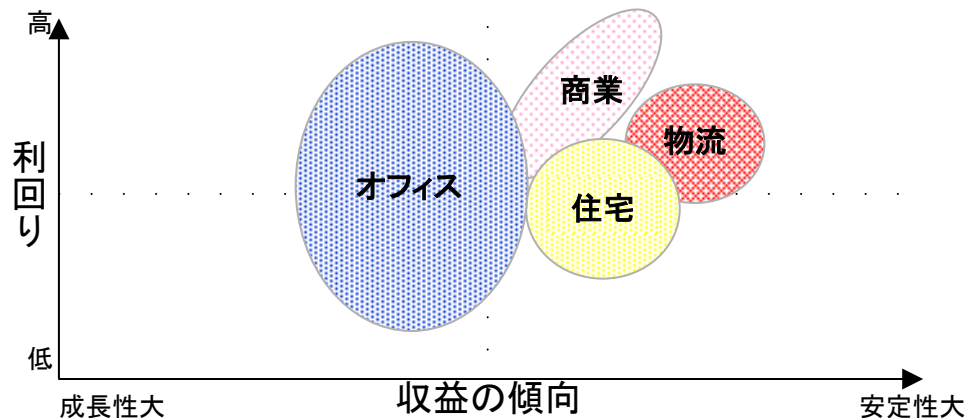 高
商業
物流
利回り
オフィス
住宅
低
成長性大
収益の傾向
安定性大